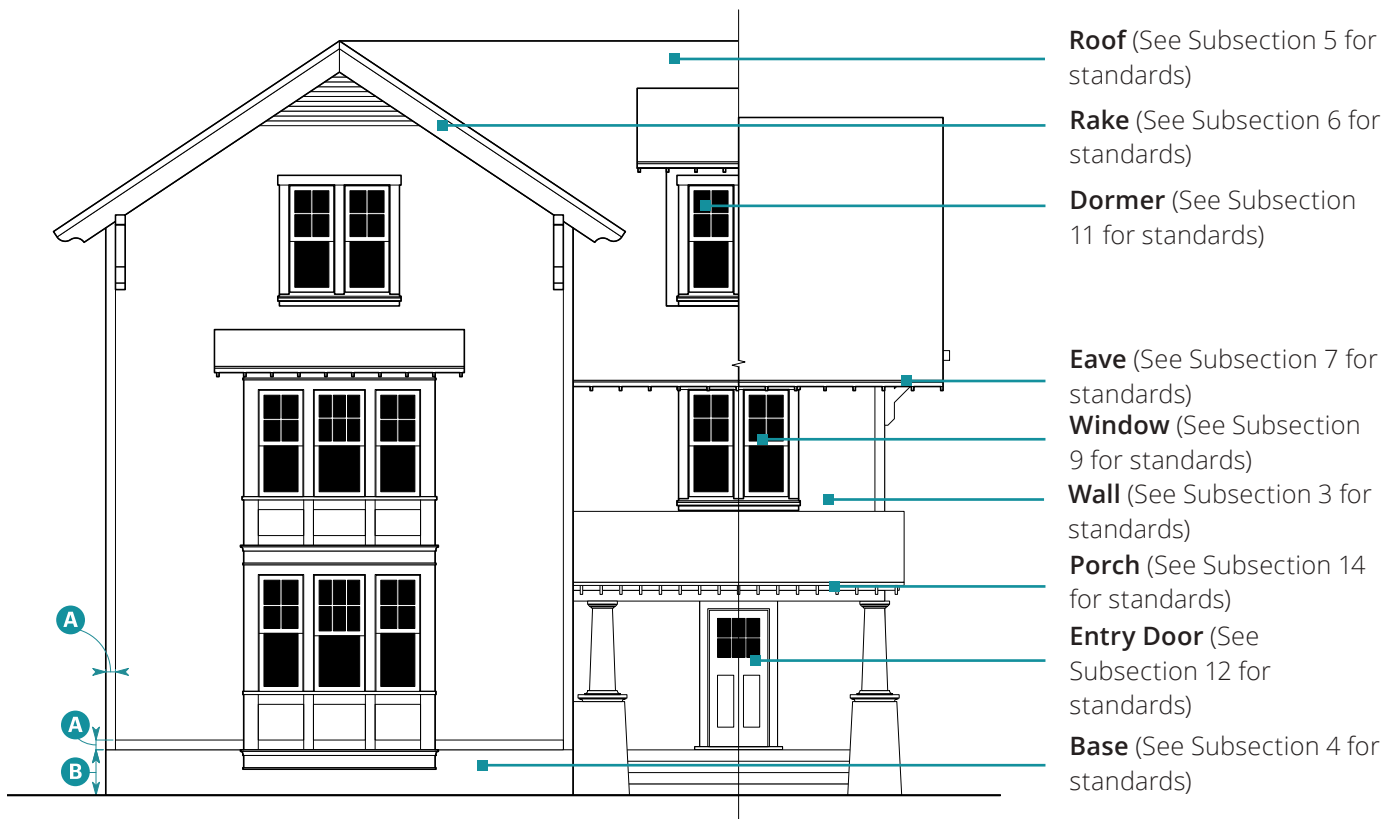 Roof (See Subsection 5 for
standards)
Rake (See Subsection 6 for
standards)
Dormer (See Subsection
11 for standards)
Eave (See Subsection 7 for
standards)
Window (See Subsection
9 for standards)
Wall (See Subsection 3 for
standards)
Porch (See Subsection 14
for standards)
Entry Door (See
Subsection 12 for
standards)
Base (See Subsection 4 for
standards)
A
A
B